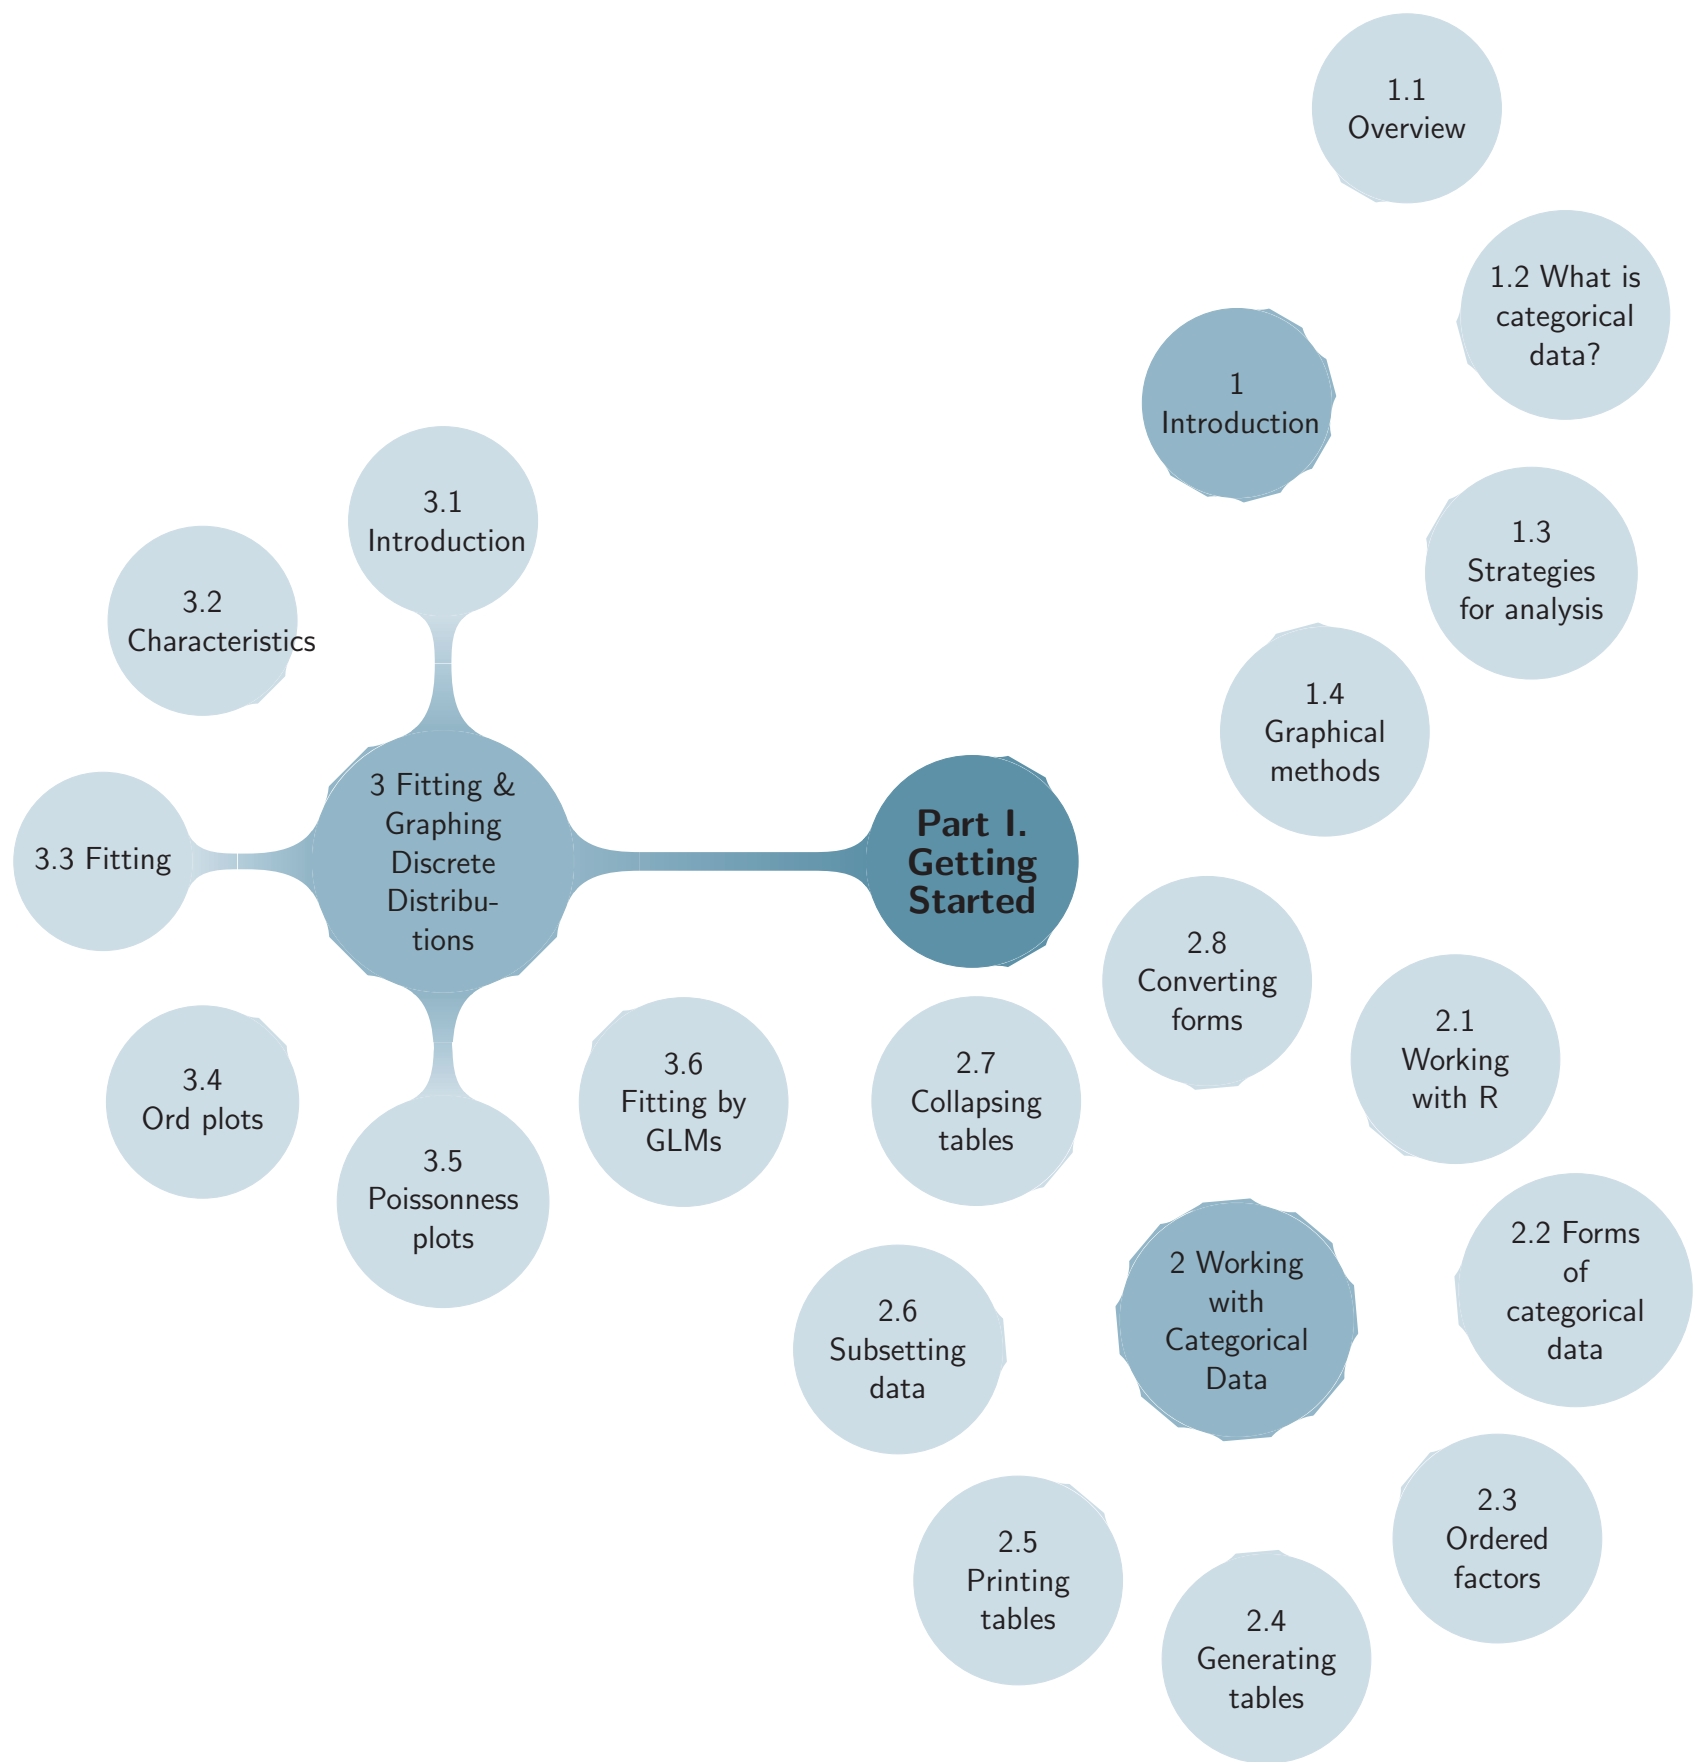 Part I.
Getting
Started
1
Introduction
1.1
Overview
1.2 What is
categorical
data?
1.3
Strategies
for analysis
1.4
Graphical
methods
2 Working
with
Categorical
Data
2.1
Working
with R
2.2 Forms
of
categorical
data
2.3
Ordered
factors
2.4
Generating
tables
2.5
Printing
tables
2.6
Subsetting
data
2.7
Collapsing
tables
2.8
Converting
forms
3 Fitting &
Graphing
Discrete
Distribu-
tions
3.1
Introduction
3.2
Characteristics
3.3 Fitting
3.4
Ord plots
3.5
Poissonness
plots
3.6
Fitting by
GLMs